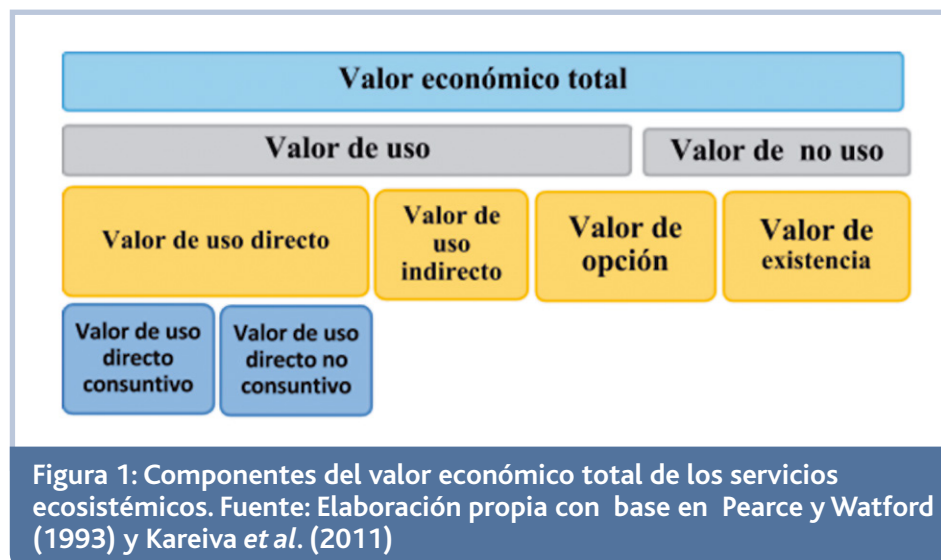 Valor económico total
Valor de uso
Valor de no uso
Valor de uso directo
Valor de
uso
indirecto
Valor de
opción
Valor de
existencia
Valor de uso
directo
consuntivo
Valor de uso
directo no
consuntivo
Figura 1: Componentes del valor económico total de los servicios
ecosistémicos. Fuente: Elaboración propia con base en Pearce y Watford
(1993) y Kareiva et al. (2011)